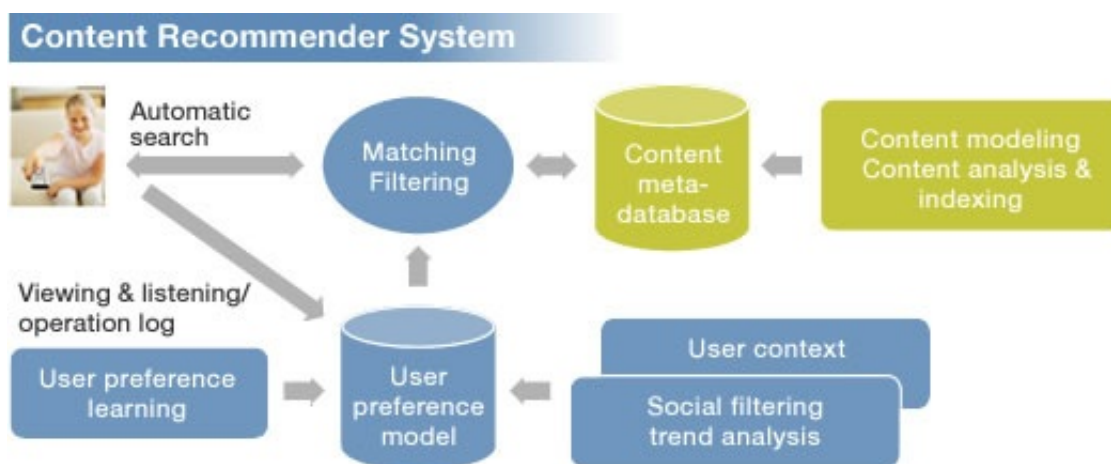 Content Recommender System
Automatic
search
Matching
Filtering
Content
meta-
database
Content modeling
Content analysis &
indexing
Viewing & listening/
operation log
User preference
learning
User
preference
model
User context
Social filtering
trend analysis